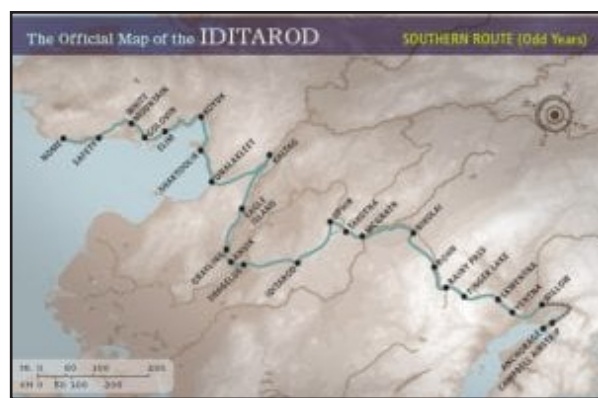 The Official Map of the IDITAROD
SOUTHERN ROUTE (Odd Years)
NOME
SAFETY
WHITE
MOUNTAIN
GOLOVIN
ELIM
KOYUK
SHAKTOOLIK
UNALAKLEET
KALTAG
EAGLE
ISLAND
GRAYLING
ANVIK
SHAGELUK
IDITAROD
OPHIR
TAKOTNA
MCGRATH
NIKOLAI
ROHN
RAINY PASS
FINGER LAKE
SKWENTNA
YENTNA
WILLOW
ANCHORAGE
CAMPBELL AIRSTRIP
MI. 0 50 100 200
KM 0 50 100 200